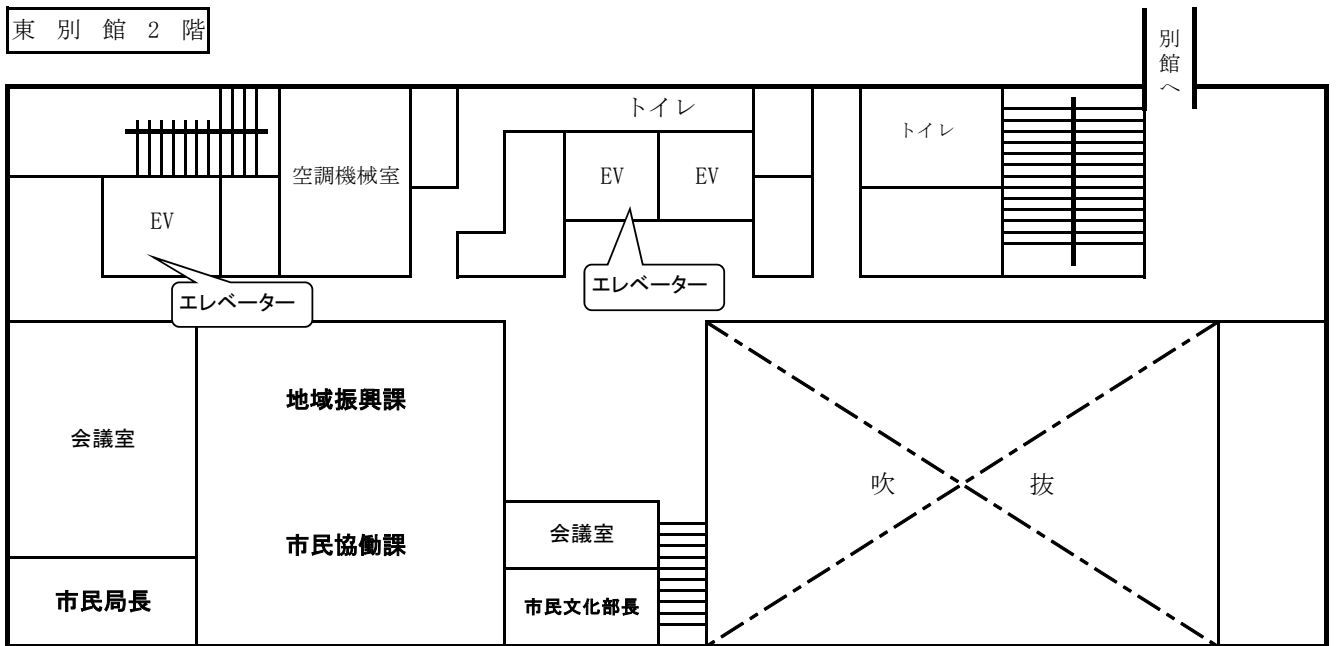 東別館2階
別館へ
トイレ
トイレ
空調機械室
EV
EV
EV
エレベーター
エレベーター
地域振興課
会議室
吹抜
会議室
市民協働課
市民局長
市民文化部長